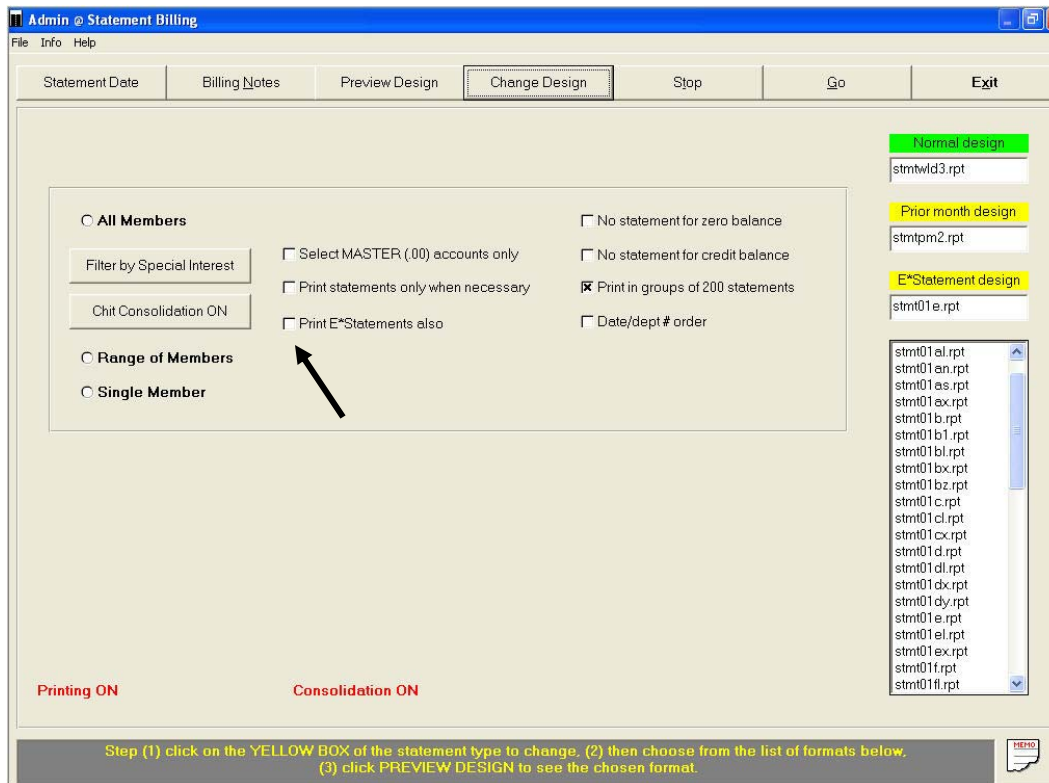 Admin @ Statement Billing
File Info Help
Statement Date
Billing Notes
Preview Design
Change Design
Stop
Go
Exit
Normal design
stmtwld3.rpt
Prior month design
stmtpm2.rpt
E*Statement design
stmt01e.rpt
All Members
Filter by Special Interest
Chit Consolidation ON
Range of Members
Single Member
Select MASTER (.00) accounts only
Print statements only when necessary
Print E*Statements also
No statement for zero balance
No statement for credit balance
Print in groups of 200 statements
Date/dept # order
stmt01al.rpt
stmt01an.rpt
stmt01as.rpt
stmt01ax.rpt
stmt01b.rpt
stmt01b1.rpt
stmt01bl.rpt
stmt01bx.rpt
stmt01bz.rpt
stmt01c.rpt
stmt01cl.rpt
stmt01cx.rpt
stmt01d.rpt
stmt01dl.rpt
stmt01dx.rpt
stmt01dy.rpt
stmt01e.rpt
stmt01el.rpt
stmt01ex.rpt
stmt01f.rpt
stmt01fl.rpt
Printing ON
Consolidation ON
Step (1) click on the YELLOW BOX of the statement type to change, (2) then choose from the list of formats below,
(3) click PREVIEW DESIGN to see the chosen format.
MEMO